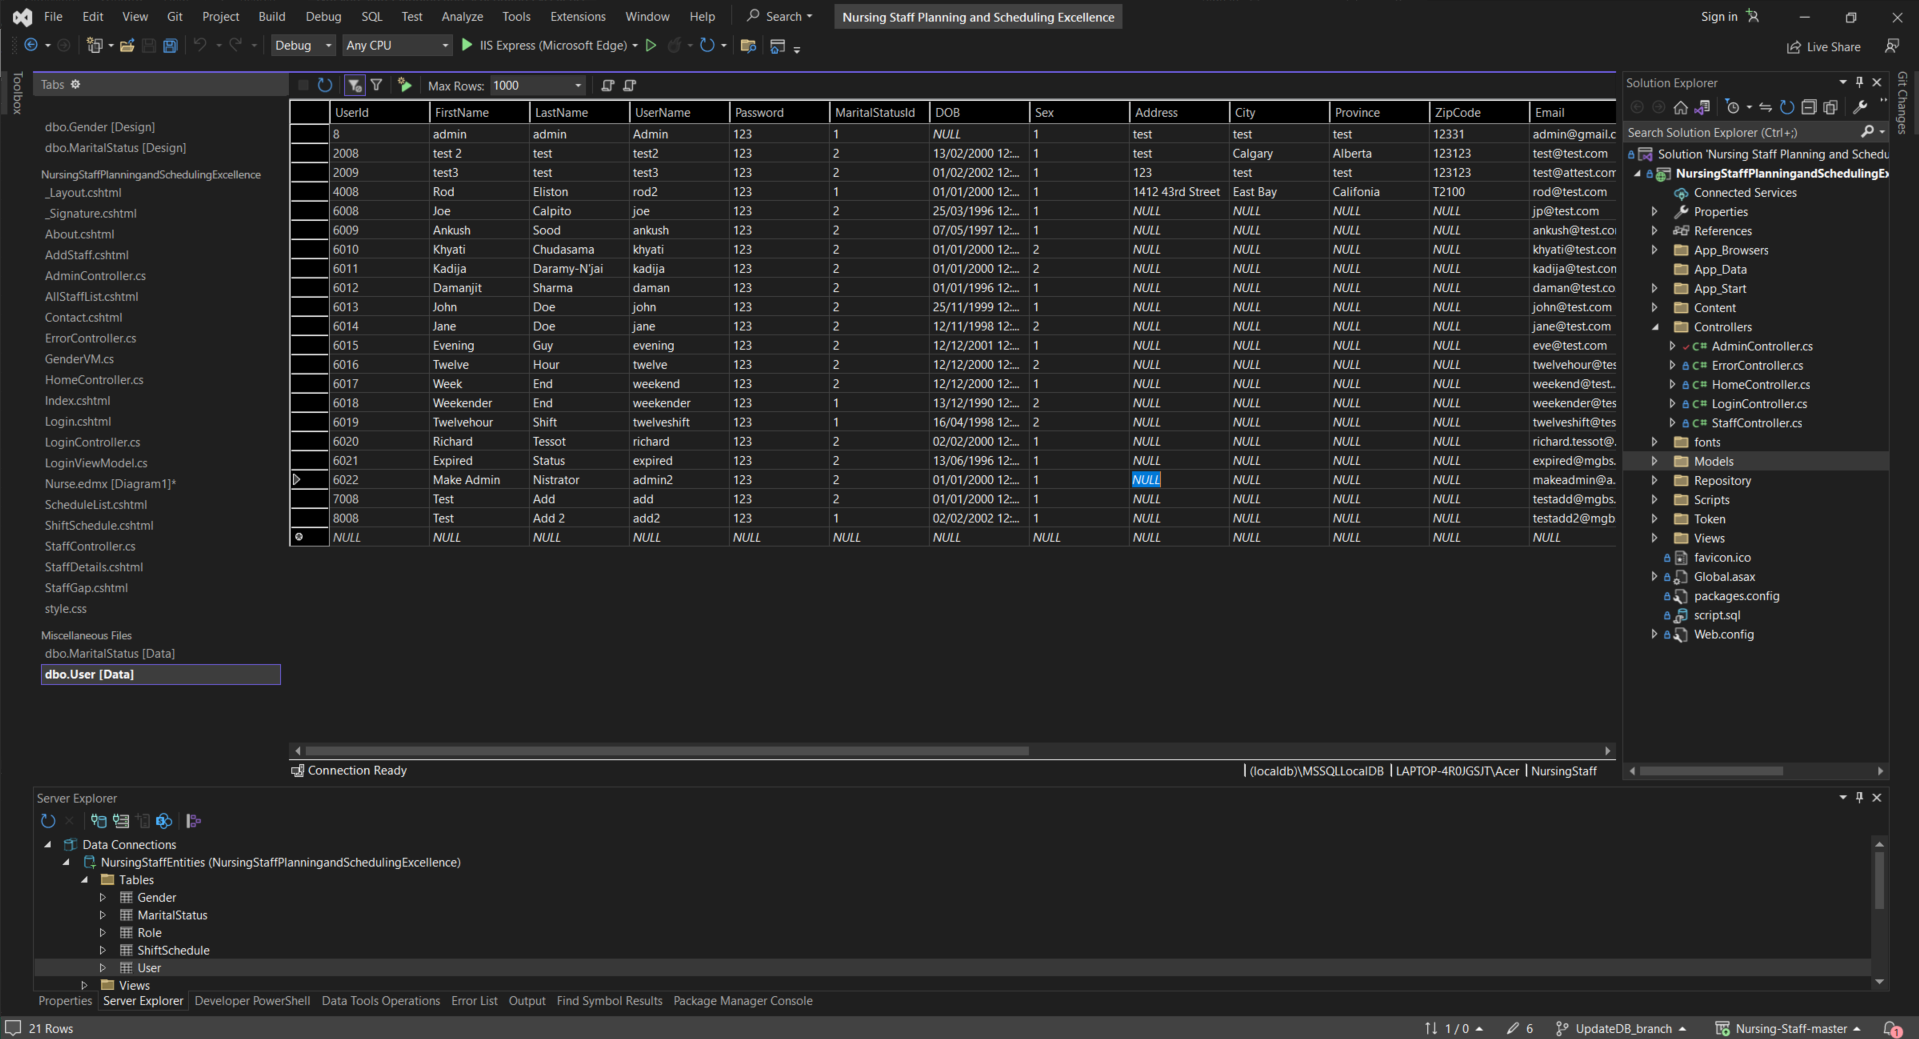 File Edit View Git Project Build Debug SQL Test Analyze Tools Extensions Window Help Search Nursing Staff Planning and Scheduling Excellence Sign in
Debug Any CPU IIS Express (Microsoft Edge) Live Share
Toolbox
Tabs
dbo.Gender [Design]
dbo.MaritalStatus [Design]
NursingStaffPlanningandSchedulingExcellence
_Layout.cshtml
_Signature.cshtml
About.cshtml
AddStaff.cshtml
AdminController.cs
AllStaffList.cshtml
Contact.cshtml
ErrorController.cs
GenderVM.cs
HomeController.cs
Index.cshtml
Login.cshtml
LoginController.cs
LoginViewModel.cs
Nurse.edmx [Diagram1]*
ScheduleList.cshtml
ShiftSchedule.cshtml
StaffController.cs
StaffDetails.cshtml
StaffGap.cshtml
style.css
Miscellaneous Files
dbo.MaritalStatus [Data]
dbo.User [Data]
Max Rows: 1000
UserId FirstName LastName UserName Password MaritalStatusId DOB Sex Address City Province ZipCode Email
8 admin admin Admin 123 1 NULL 1 test test test 12331 admin@gmail.c
2008 test 2 test test2 123 2 13/02/2000 12:... 1 test Calgary Alberta 123123 test@test.com
2009 test3 test test3 123 2 01/02/2002 12:... 1 123 test test 123123 test@attest.com
4008 Rod Eliston rod2 123 1 01/01/2000 12:... 1 1412 43rd Street East Bay Califonia T2100 rod@test.com
6008 Joe Calpito joe 123 2 25/03/1996 12:... 1 NULL NULL NULL NULL jp@test.com
6009 Ankush Sood ankush 123 2 07/05/1997 12:... 1 NULL NULL NULL NULL ankush@test.co
6010 Khyati Chudasama khyati 123 2 01/01/2000 12:... 2 NULL NULL NULL NULL khyati@test.com
6011 Kadija Daramy-N'jai kadija 123 2 01/01/2000 12:... 2 NULL NULL NULL NULL kadija@test.com
6012 Damanjit Sharma daman 123 2 01/01/1996 12:... 1 NULL NULL NULL NULL daman@test.co
6013 John Doe john 123 2 25/11/1999 12:... 1 NULL NULL NULL NULL john@test.com
6014 Jane Doe jane 123 2 12/11/1998 12:... 2 NULL NULL NULL NULL jane@test.com
6015 Evening Guy evening 123 2 12/12/2001 12:... 1 NULL NULL NULL NULL eve@test.com
6016 Twelve Hour twelve 123 2 12/12/2000 12:... 2 NULL NULL NULL NULL twelvehour@tes
6017 Week End weekend 123 2 12/12/2000 12:... 1 NULL NULL NULL NULL weekend@test..
6018 Weekender End weekender 123 1 13/12/1990 12:... 2 NULL NULL NULL NULL weekender@tes
6019 Twelvehour Shift twelveshift 123 1 16/04/1998 12:... 2 NULL NULL NULL NULL twelveshift@tes
6020 Richard Tessot richard 123 2 02/02/2000 12:... 1 NULL NULL NULL NULL richard.tessot@.
6021 Expired Status expired 123 2 13/06/1996 12:... 1 NULL NULL NULL NULL expired@mgbs.
6022 Make Admin Nistrator admin2 123 2 01/01/2000 12:... 1 NULL NULL NULL NULL makeadmin@a.
7008 Test Add add 123 2 01/01/2000 12:... 1 NULL NULL NULL NULL testadd@mgbs.
8008 Test Add 2 add2 123 1 02/02/2002 12:... 1 NULL NULL NULL NULL testadd2@mgb
NULL NULL NULL NULL NULL NULL NULL NULL NULL NULL NULL NULL NULL
Connection Ready (localdb)\MSSQLLocalDB LAPTOP-4R0JGSJT\Acer NursingStaff
Solution Explorer
Search Solution Explorer (Ctrl+;)
Solution 'Nursing Staff Planning and Schedu
NursingStaffPlanningandSchedulingEx
Connected Services
Properties
References
App_Browsers
App_Data
App_Start
Content
Controllers
C# AdminController.cs
C# ErrorController.cs
C# HomeController.cs
C# LoginController.cs
C# StaffController.cs
fonts
Models
Repository
Scripts
Token
Views
favicon.ico
Global.asax
packages.config
script.sql
Web.config
Git Changes
Server Explorer
Data Connections
NursingStaffEntities (NursingStaffPlanningandSchedulingExcellence)
Tables
Gender
MaritalStatus
Role
ShiftSchedule
User
Views
Properties Server Explorer Developer PowerShell Data Tools Operations Error List Output Find Symbol Results Package Manager Console
21 Rows 1 / 0 6 UpdateDB_branch Nursing-Staff-master 1